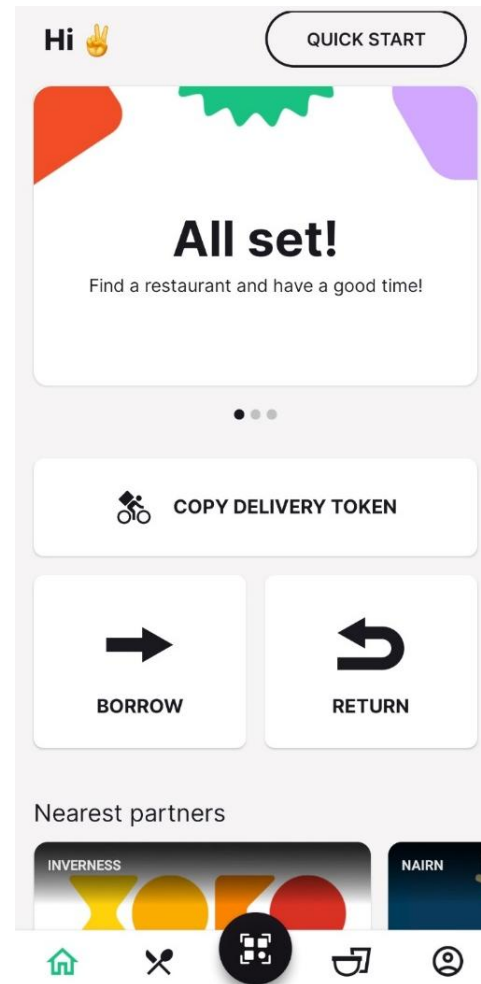 Hi ✌️
QUICK START
All set!
Find a restaurant and have a good time!
COPY DELIVERY TOKEN
BORROW
RETURN
Nearest partners
INVERNESS
NAIRN